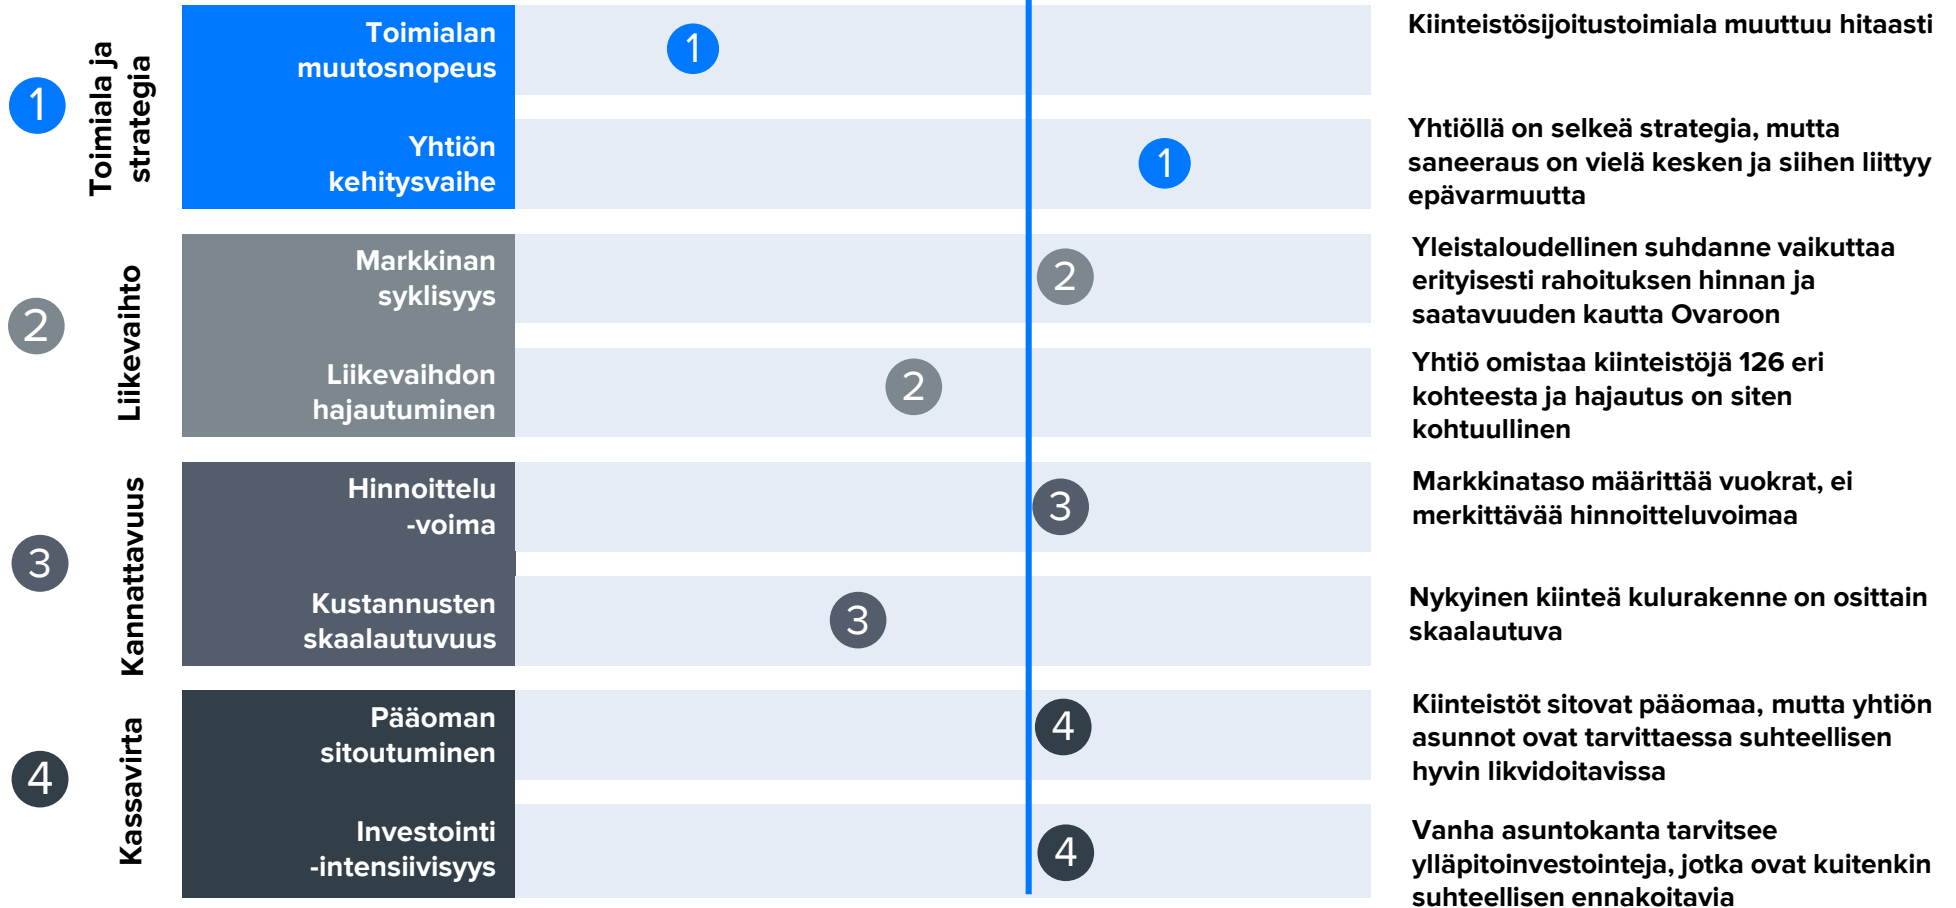 1
Toimiala ja
strategia
Toimialan
muutosnopeus
1
Kiinteistösijoitustoimiala muuttuu hitaasti
Yhtiön
kehitysvaihe
1
Yhtiöllä on selkeä strategia, mutta
saneeraus on vielä kesken ja siihen liittyy
epävarmuutta
2
Liikevaihto
Markkinan
syklisyys
2
Yleistaloudellinen suhdanne vaikuttaa
erityisesti rahoituksen hinnan ja
saatavuuden kautta Ovaroon
Liikevaihdon
hajautuminen
2
Yhtiö omistaa kiinteistöjä 126 eri
kohteesta ja hajautus on siten
kohtuullinen
3
Kannattavuus
Hinnoittelu
-voima
3
Markkinataso määrittää vuokrat, ei
merkittävää hinnoitteluvoimaa
Kustannusten
skaalautuvuus
3
Nykyinen kiinteä kulurakenne on osittain
skaalautuva
4
Kassavirta
Pääoman
sitoutuminen
4
Kiinteistöt sitovat pääomaa, mutta yhtiön
asunnot ovat tarvittaessa suhteellisen
hyvin likvidoitavissa
Investointi
-intensiivisyys
4
Vanha asuntokanta tarvitsee
ylläpitoinvestointeja, jotka ovat kuitenkin
suhteellisen ennakoitavia